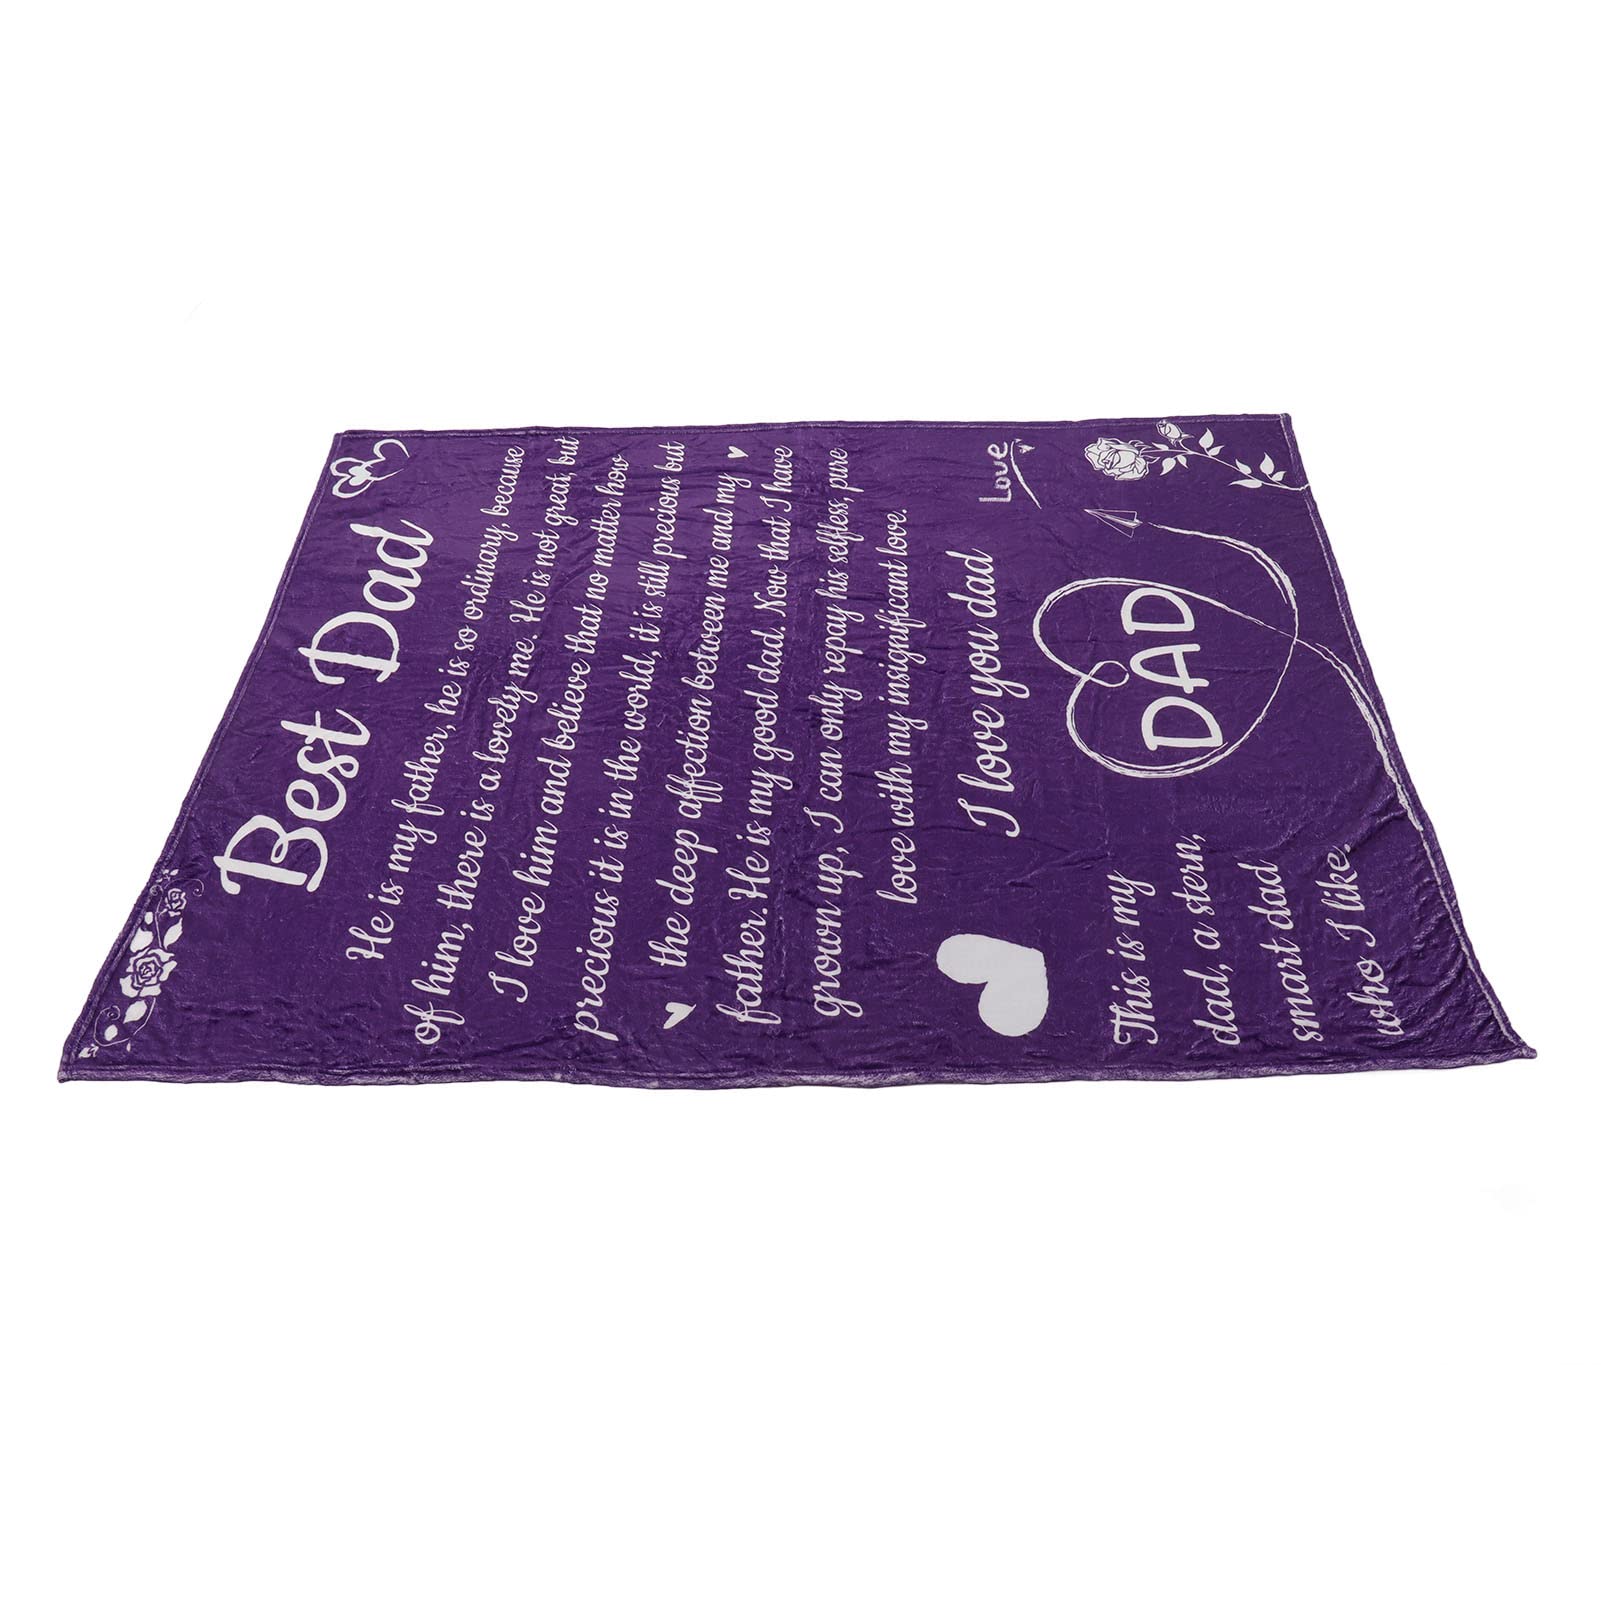 Best Dad
He is my father, he is so ordinary, because
of him, there is a lovely me. He is not great, but
I love him and believe that no matter how
precious it is in the world, it is still precious but
the deep affection between me and my
father. He is my good dad. Now that I have
grown up, I can only repay his selfless, pure
love with my insignificant love.
I love you dad
Love
DAD
This is my
dad, a stern,
smart dad
who I like.